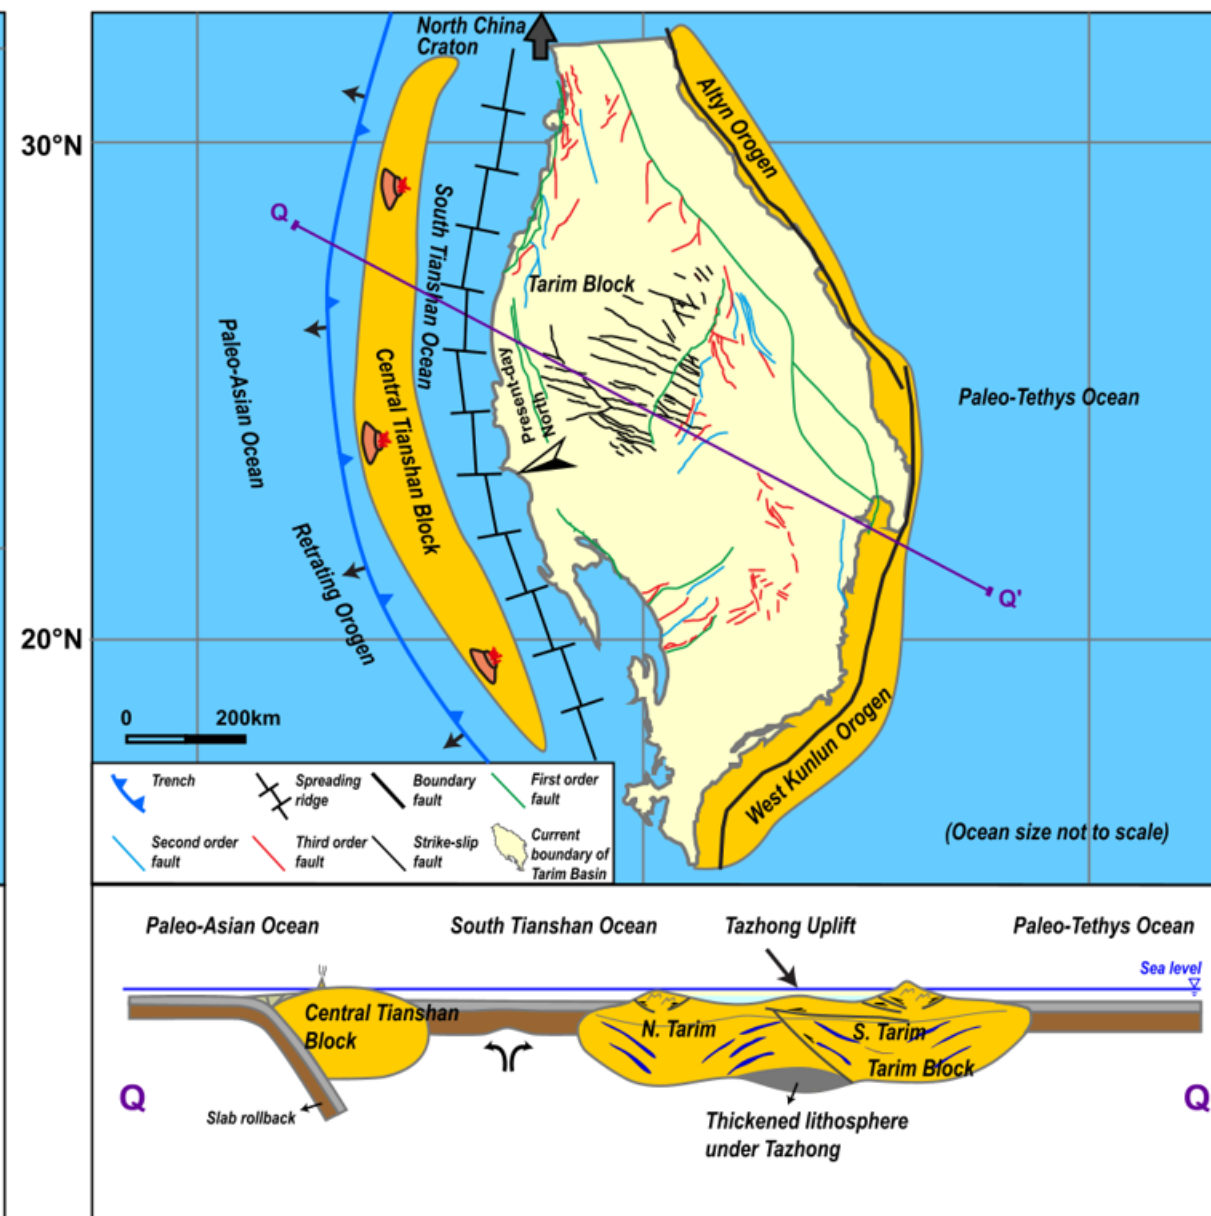 North China
Craton
30°N
Altyn Orogen
Q
South Tianshan Ocean
Tarim Block
Paleo-Asian Ocean
Central Tianshan Block
Present-day
North
Paleo-Tethys Ocean
Retrating Orogen
Q'
20°N
0 200km
West Kunlun Orogen
(Ocean size not to scale)
Trench
Spreading
ridge
Boundary
fault
First order
fault
Second order
fault
Third order
fault
Strike-slip
fault
Current
boundary of
Tarim Basin
Paleo-Asian Ocean
South Tianshan Ocean
Tazhong Uplift
Paleo-Tethys Ocean
Sea level
Central Tianshan
Block
N. Tarim
S. Tarim
Tarim Block
Q
Q
Slab rollback
Thickened lithosphere
under Tazhong